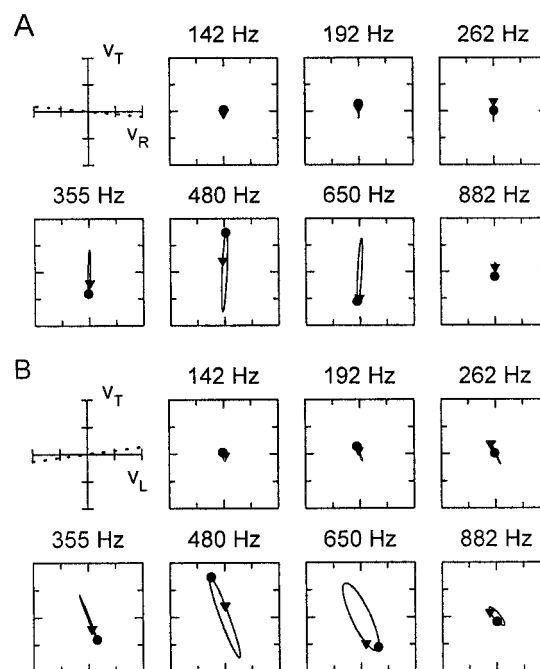 A
V_T
V_R
142 Hz
192 Hz
262 Hz
355 Hz
480 Hz
650 Hz
882 Hz
B
V_T
V_L
142 Hz
192 Hz
262 Hz
355 Hz
480 Hz
650 Hz
882 Hz